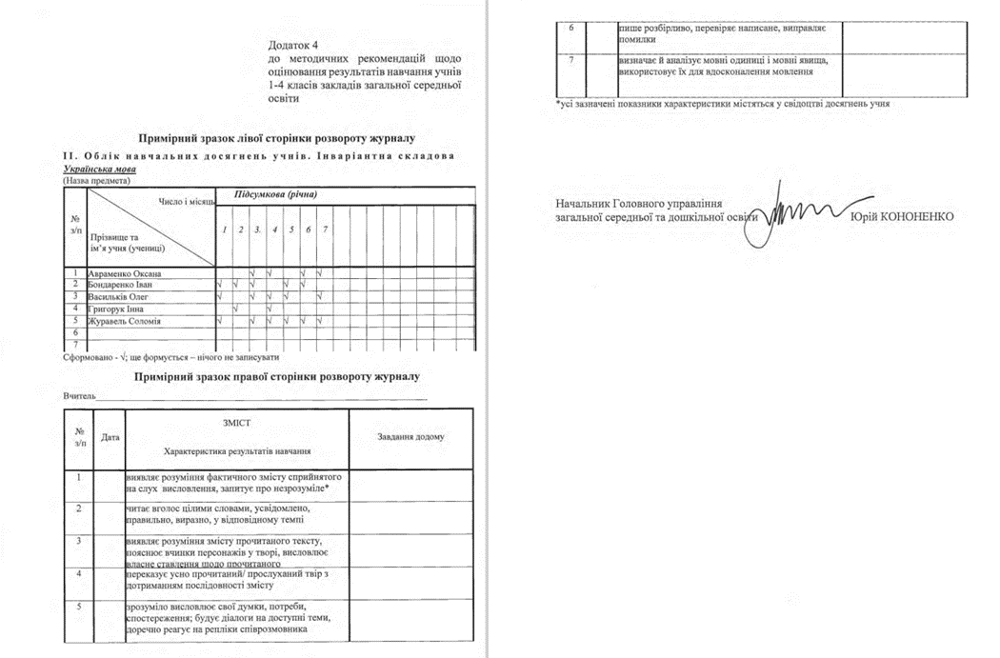 Додаток 4
до методичних рекомендацій щодо
оцінювання результатів навчання учнів
1-4 класів закладів загальної середньої
освіти
Примірний зразок лівої сторінки розвороту журналу
ІІ. Облік навчальних досягнень учнів. Інваріантна складова
Українська мова
(Назва предмета)
№ з/п
Число і місяць
Прізвище та
ім’я учня (учениці)
Підсумкова (річна)
1 2 3. 4 5 6 7
1 Авраменко Оксана √ √ √ √
2 Бондаренко Іван √ √ √ √ √
3 Васильків Олег √ √ √ √ √
4 Григорук Інна √ √
5 Журавель Соломія √ √ √ √ √ √
6
7
Сформовано - √; ще формується – нічого не записувати
Примірний зразок правої сторінки розвороту журналу
Вчитель
№ з/п
Дата
ЗМІСТ
Характеристика результатів навчання
Завдання додому
1 виявляє розуміння фактичного змісту сприйнятого
на слух висловлення, запитує про незрозуміле*
2 читає вголос цілими словами, усвідомлено,
правильно, виразно, у відповідному темпі
3 виявляє розуміння змісту прочитаного тексту,
пояснює вчинки персонажів у творі, висловлює
власне ставлення щодо прочитаного
4 переказує усно прочитаний/ прослуханий твір з
дотриманням послідовності змісту
5 зрозуміло висловлює свої думки, потреби,
спостереження; будує діалоги на доступні теми,
доречно реагує на репліки співрозмовника
6 пише розбірливо, перевіряє написане, виправляє
помилки
7 визначає й аналізує мовні одиниці і мовні явища,
використовує їх для вдосконалення мовлення
*усі зазначені показники характеристики містяться у свідоцтві досягнень учня
Начальник Головного управління
загальної середньої та дошкільної освіти Юрій КОНОНЕНКО